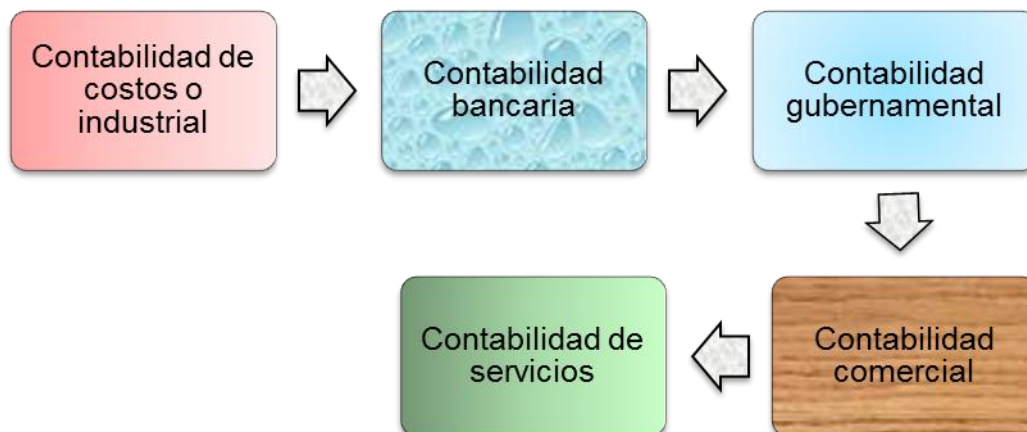 Contabilidad de
costos o
industrial
Contabilidad
bancaria
Contabilidad
gubernamental
Contabilidad
comercial
Contabilidad de
servicios